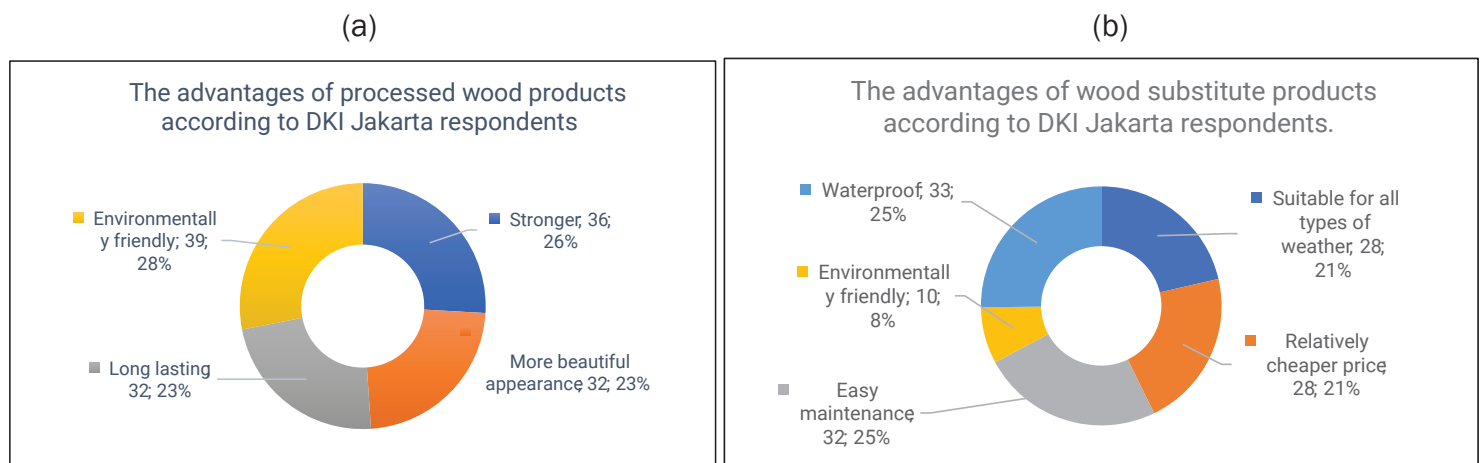 (a)
The advantages of processed wood products
according to DKI Jakarta respondents
Environmentall
y friendly; 39;
28%
Stronger; 36;
26%
Long lasting
32; 23%
More beautiful
appearance; 32; 23%
(b)
The advantages of wood substitute products
according to DKI Jakarta respondents.
Waterproof; 33;
25%
Suitable for all
types of
weather; 28;
21%
Environmentall
y friendly; 10;
8%
Relatively
cheaper price;
28; 21%
Easy
maintenance;
32; 25%